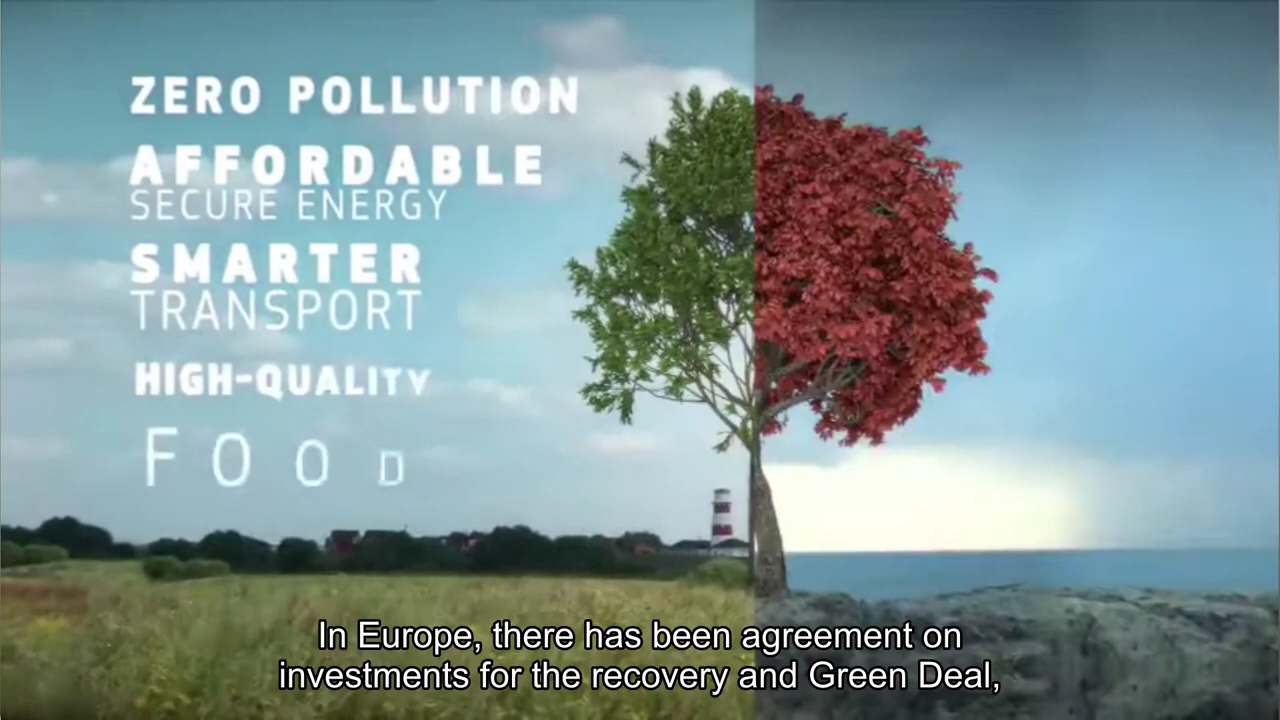 ZERO POLLUTION
AFFORDABLE
SECURE ENERGY
SMARTER
TRANSPORT
HIGH-QUALITY
FOOD
In Europe, there has been agreement on
investments for the recovery and Green Deal,